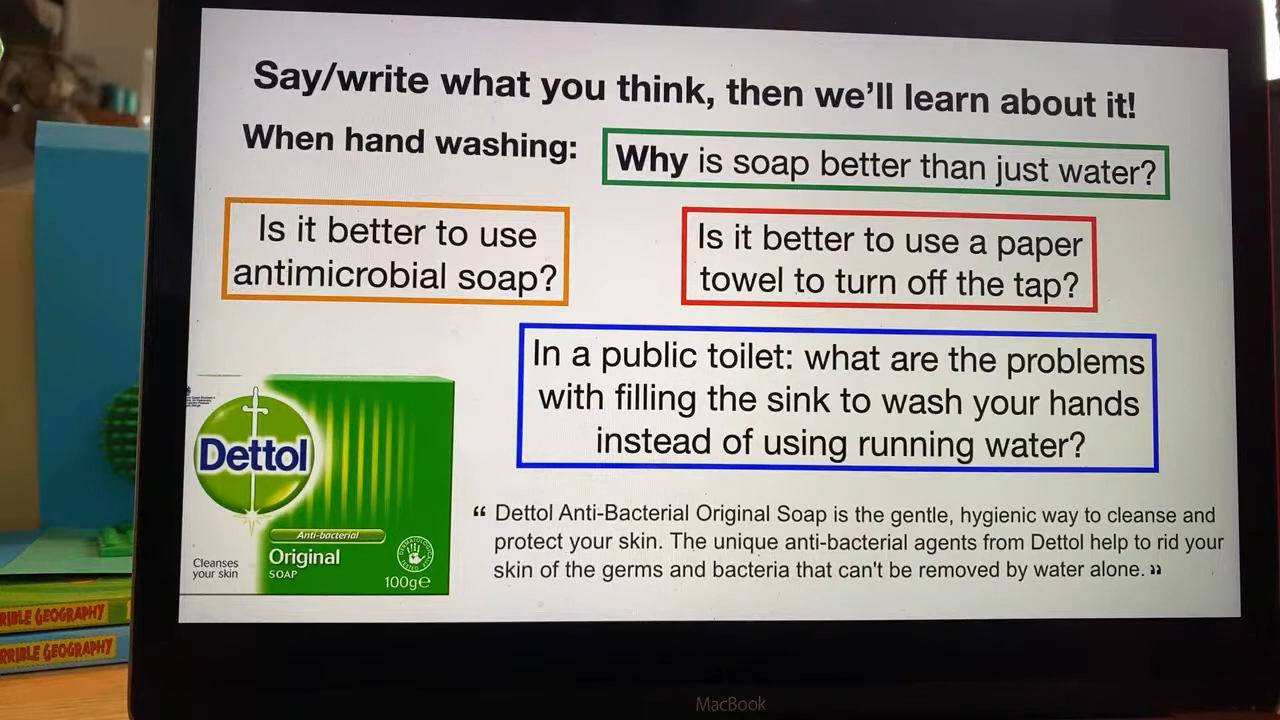 Say/write what you think, then we'll learn about it!
When hand washing:
Why is soap better than just water?
Is it better to use
antimicrobial soap?
Is it better to use a paper
towel to turn off the tap?
In a public toilet: what are the problems
with filling the sink to wash your hands
instead of using running water?
Dettol
Anti-bacterial
Original
SOAP
Cleanses
your skin
100g℮
“ Dettol Anti-Bacterial Original Soap is the gentle, hygienic way to cleanse and
protect your skin. The unique anti-bacterial agents from Dettol help to rid your
skin of the germs and bacteria that can't be removed by water alone. ”
RIBLE GEOGRAPHY
RRIBLE GEOGRAPHY
MacBook